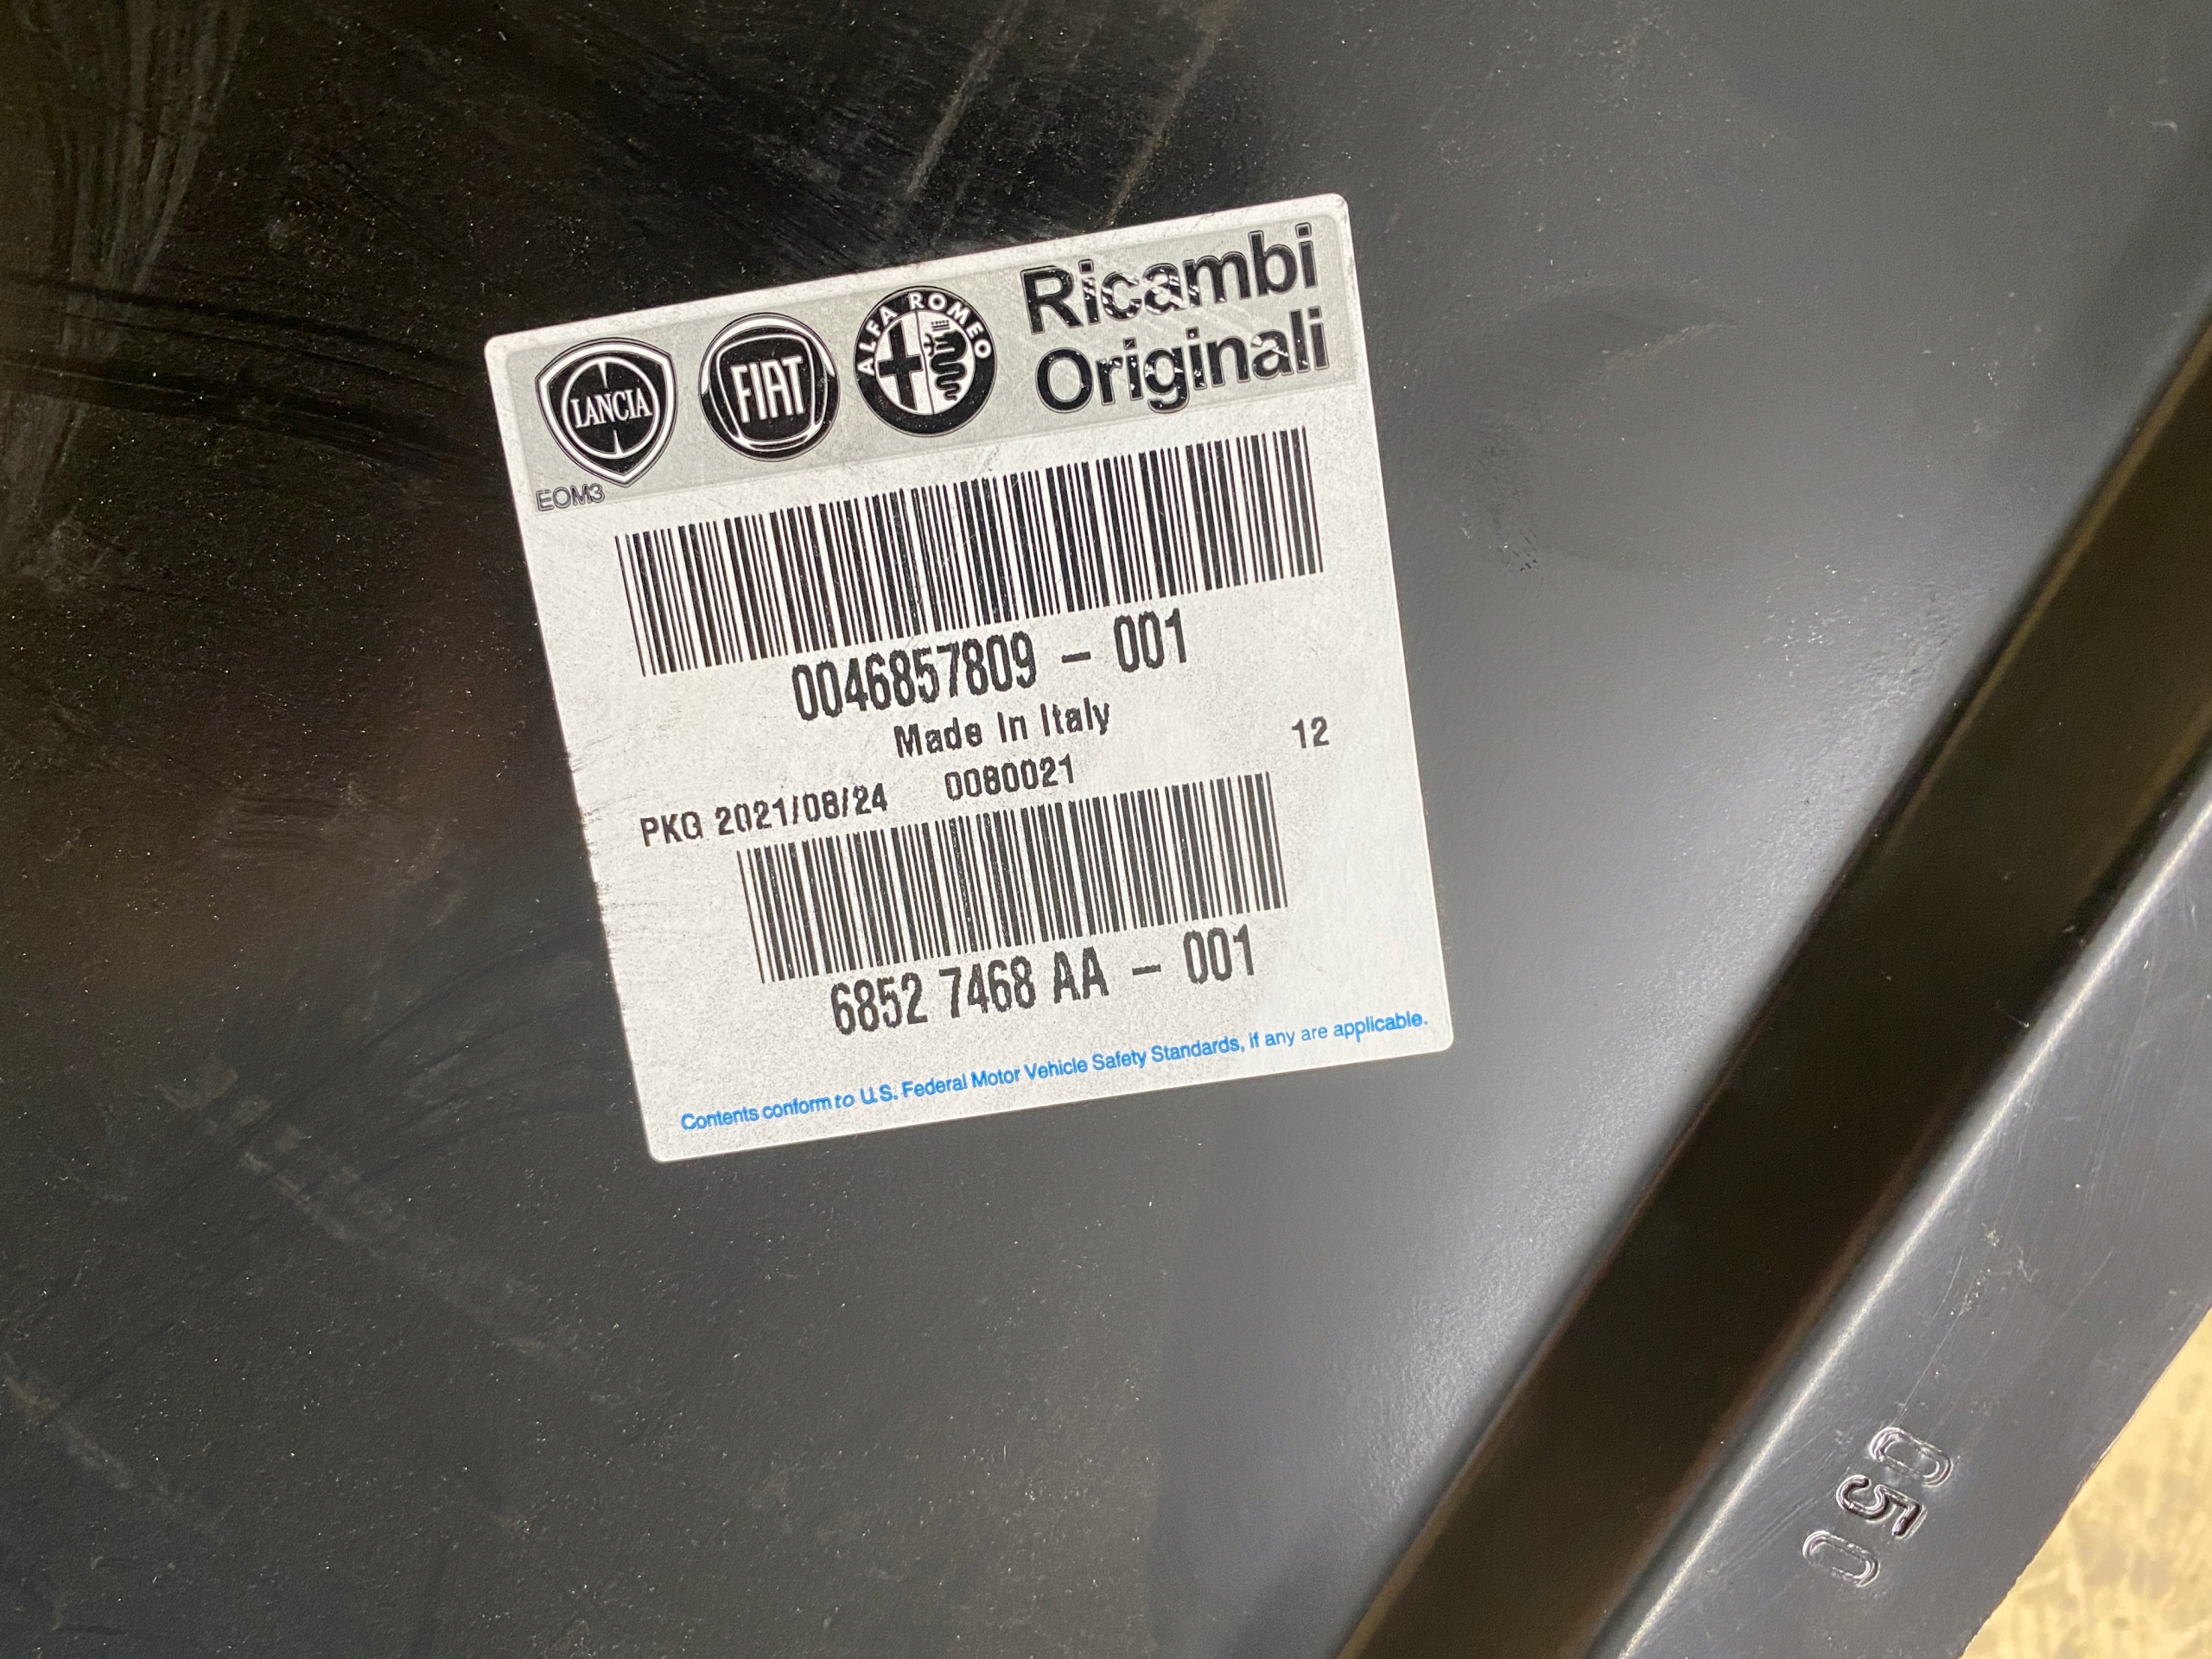 LANCIA
FIAT
ALFA ROMEO
Ricambi
Originali
EOM3
0046857809 - 001
Made In Italy
12
PKG 2021/08/24 0080021
6852 7468 AA - 001
Contents conform to U.S. Federal Motor Vehicle Safety Standards, if any are applicable.
050